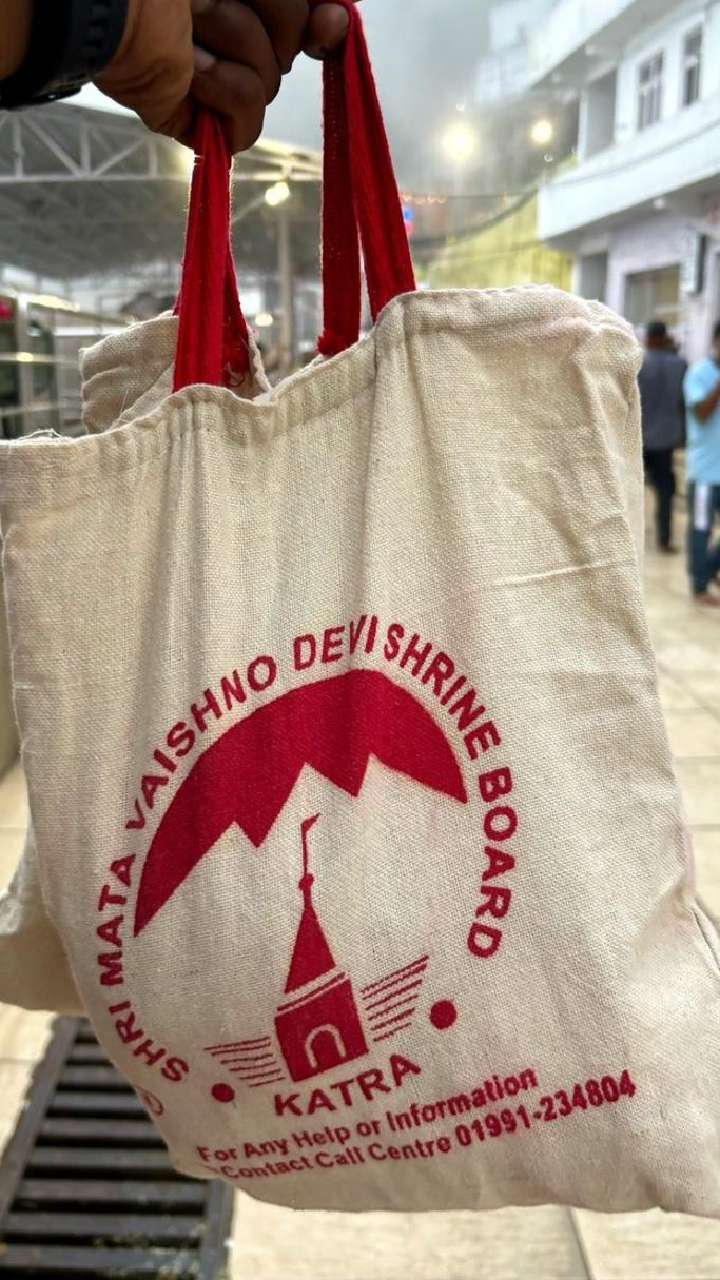 SHRI MATA VAISHNO DEVI SHRINE BOARD
KATRA
For Any Help or Information
Contact Call Centre 01991-234804